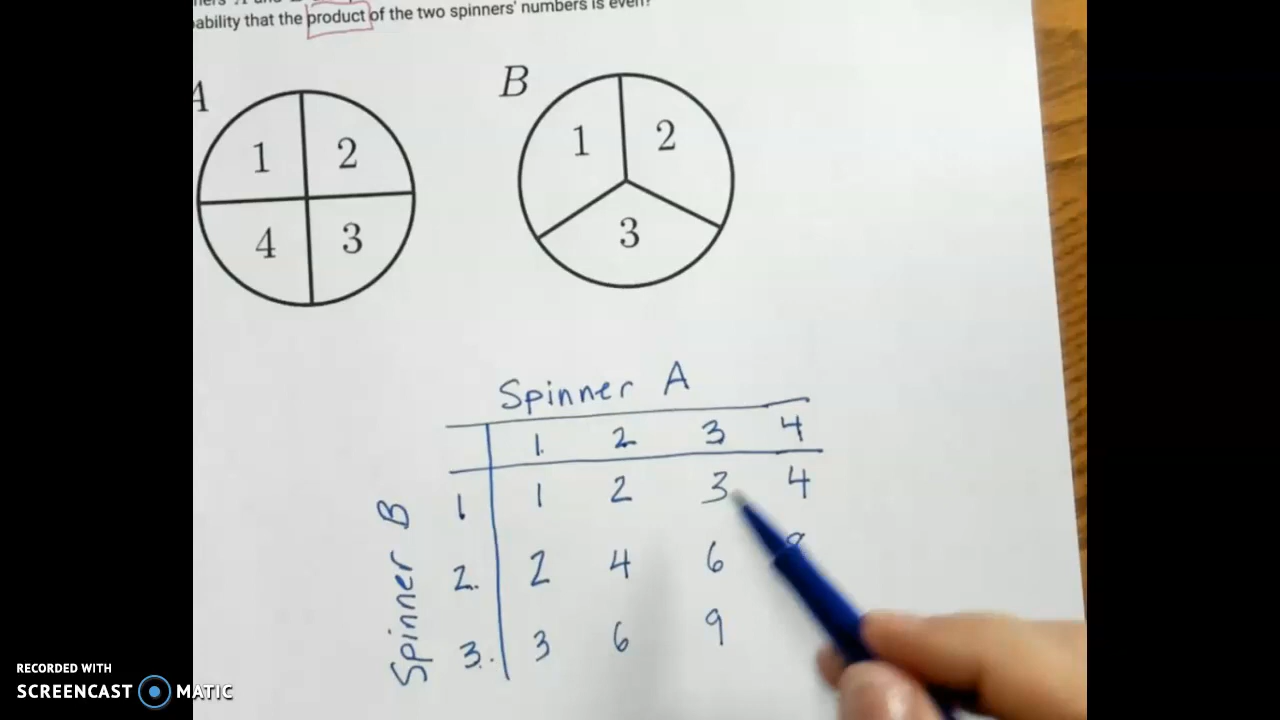 ability that the product of the two spinners' numbers is even?
A
B
1 2
4 3
1 2
3
Spinner A
1. 2 3 4
Spinner B
1 1 2 3 4
2. 2 4 6
3. 3 6 9
RECORDED WITH
SCREENCAST MATIC